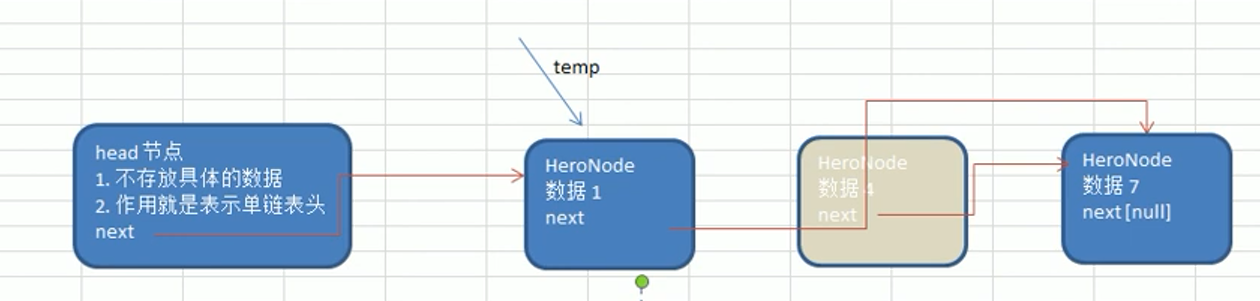 temp
head 节点
1. 不存放具体的数据
2. 作用就是表示单链表头
next
HeroNode
数据 1
next
HeroNode
数据 4
next
HeroNode
数据 7
next [null]